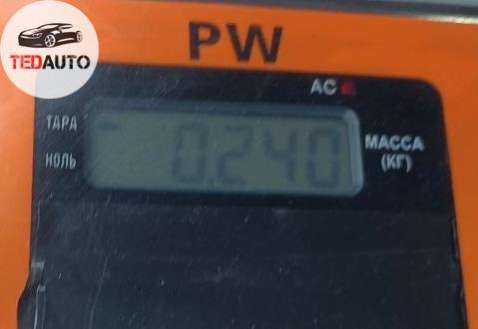 TEDAUTO
PW
AC
ТАРА
НОЛЬ
0.240
МАССА
(КГ)